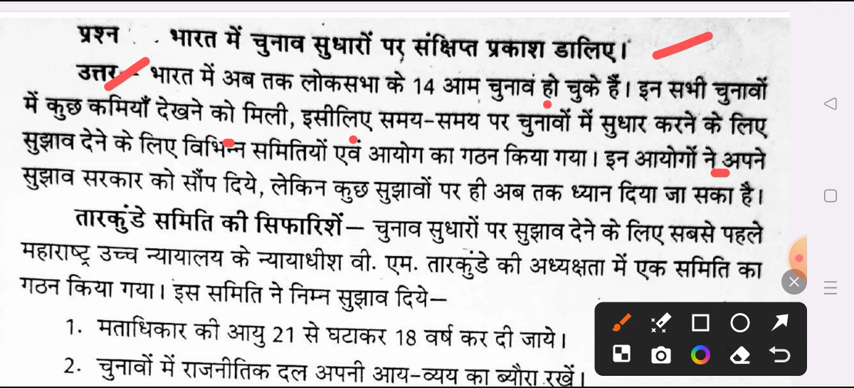 प्रश्न . भारत में चुनाव सुधारों पर संक्षिप्त प्रकाश डालिए।
उत्तर– भारत में अब तक लोकसभा के 14 आम चुनाव हो चुके हैं। इन सभी चुनावों
में कुछ कमियाँ देखने को मिली, इसीलिए समय-समय पर चुनावों में सुधार करने के लिए
सुझाव देने के लिए विभिन्न समितियों एवं आयोग का गठन किया गया। इन आयोगों ने अपने
सुझाव सरकार को सौंप दिये, लेकिन कुछ सुझावों पर ही अब तक ध्यान दिया जा सका है।
तारकुंडे समिति की सिफारिशें– चुनाव सुधारों पर सुझाव देने के लिए सबसे पहले
महाराष्ट्र उच्च न्यायालय के न्यायाधीश वी. एम. तारकुंडे की अध्यक्षता में एक समिति का
गठन किया गया। इस समिति ने निम्न सुझाव दिये–
1. मताधिकार की आयु 21 से घटाकर 18 वर्ष कर दी जाये।
2. चुनावों में राजनीतिक दल अपनी आय-व्यय का ब्यौरा रखें।